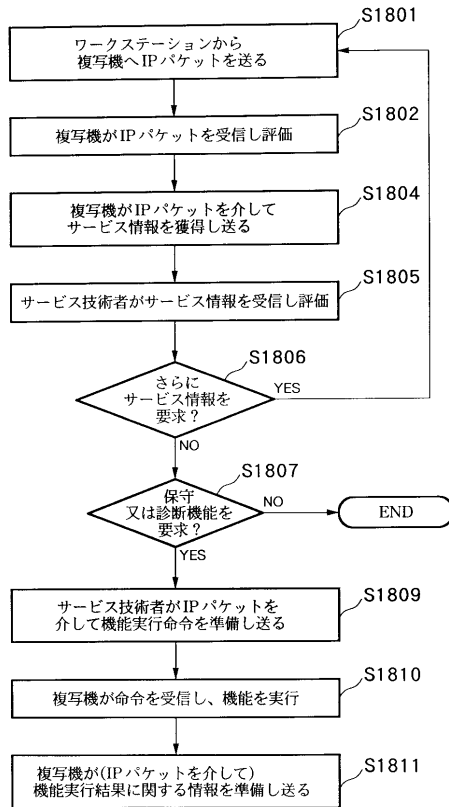 S1801
ワークステーションから
複写機へIPパケットを送る
S1802
複写機がIPパケットを受信し評価
S1804
複写機がIPパケットを介して
サービス情報を獲得し送る
S1805
サービス技術者がサービス情報を受信し評価
S1806
さらに
サービス情報を
要求?
YES
NO
S1807
保守
又は診断機能を
要求?
NO
END
YES
S1809
サービス技術者がIPパケットを
介して機能実行命令を準備し送る
S1810
複写機が命令を受信し、機能を実行
S1811
複写機が(IPパケットを介して)
機能実行結果に関する情報を準備し送る